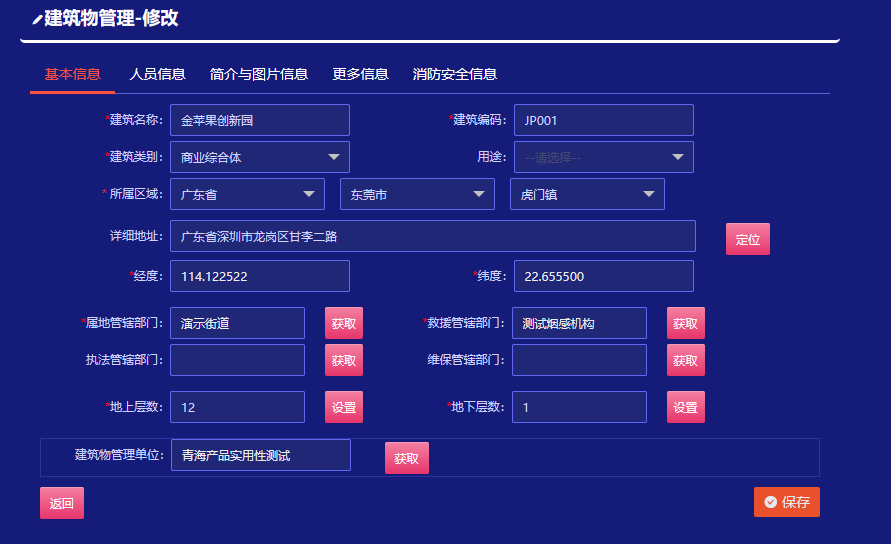 建筑物管理-修改
基本信息 人员信息 简介与图片信息 更多信息 消防安全信息
*建筑名称: 金苹果创新园 *建筑编码: JP001
*建筑类别: 商业综合体 用途: --请选择--
* 所属区域: 广东省 东莞市 虎门镇
详细地址: 广东省深圳市龙岗区甘李二路 定位
*经度: 114.122522 *纬度: 22.655500
*属地管辖部门: 演示街道 获取 *救援管辖部门: 测试烟感机构 获取
执法管辖部门: 获取 维保管辖部门: 获取
*地上层数: 12 设置 *地下层数: 1 设置
建筑物管理单位: 青海产品实用性测试 获取
返回 保存